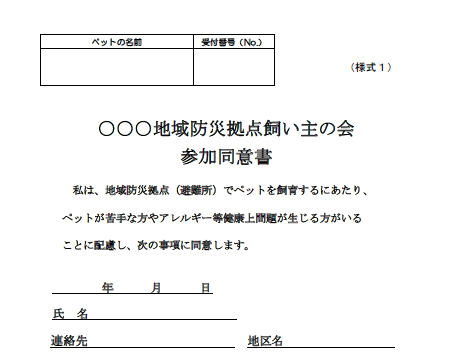 ペットの名前 受付番号（No.）
（様式１）
〇〇〇地域防災拠点飼い主の会
参加同意書
私は、地域防災拠点（避難所）でペットを飼育するにあたり、
ペットが苦手な方やアレルギー等健康上問題が生じる方がいる
ことに配慮し、次の事項に同意します。
年　　月　　日
氏　名
連絡先　　地区名